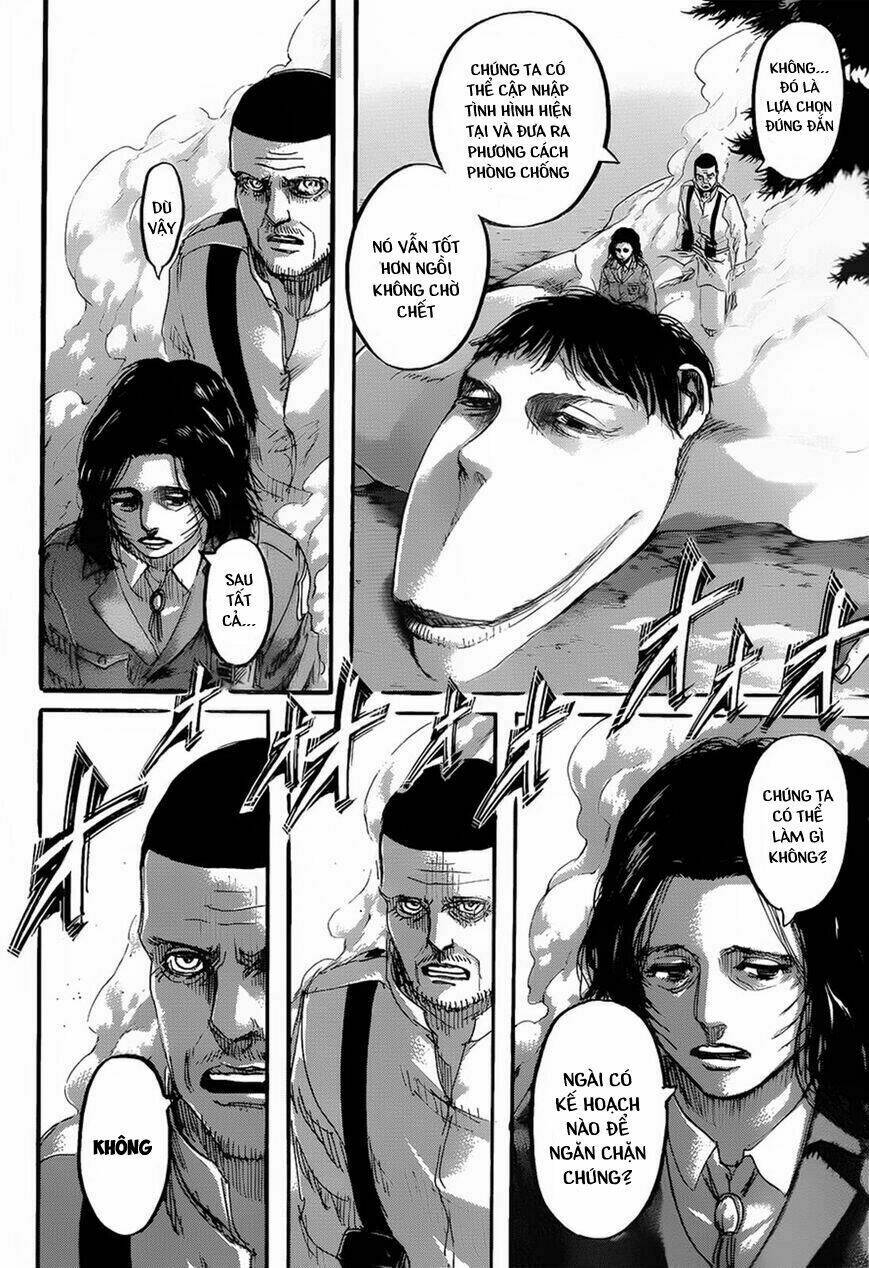 KHÔNG...
ĐÓ LÀ
LỰA CHỌN
ĐÚNG ĐẮN
CHÚNG TA CÓ
THỂ CẬP NHẬP
TÌNH HÌNH HIỆN
TẠI VÀ ĐƯA RA
PHƯƠNG CÁCH
PHÒNG CHỐNG
NÓ VẪN TỐT
HƠN NGỒI
KHÔNG CHỜ
CHẾT
DÙ
VẬY
SAU
TẤT
CẢ...
CHÚNG TA
CÓ THỂ
LÀM GÌ
KHÔNG?
NGÀI CÓ
KẾ HOẠCH
NÀO ĐỂ
NGĂN CHẶN
CHÚNG?
KHÔNG